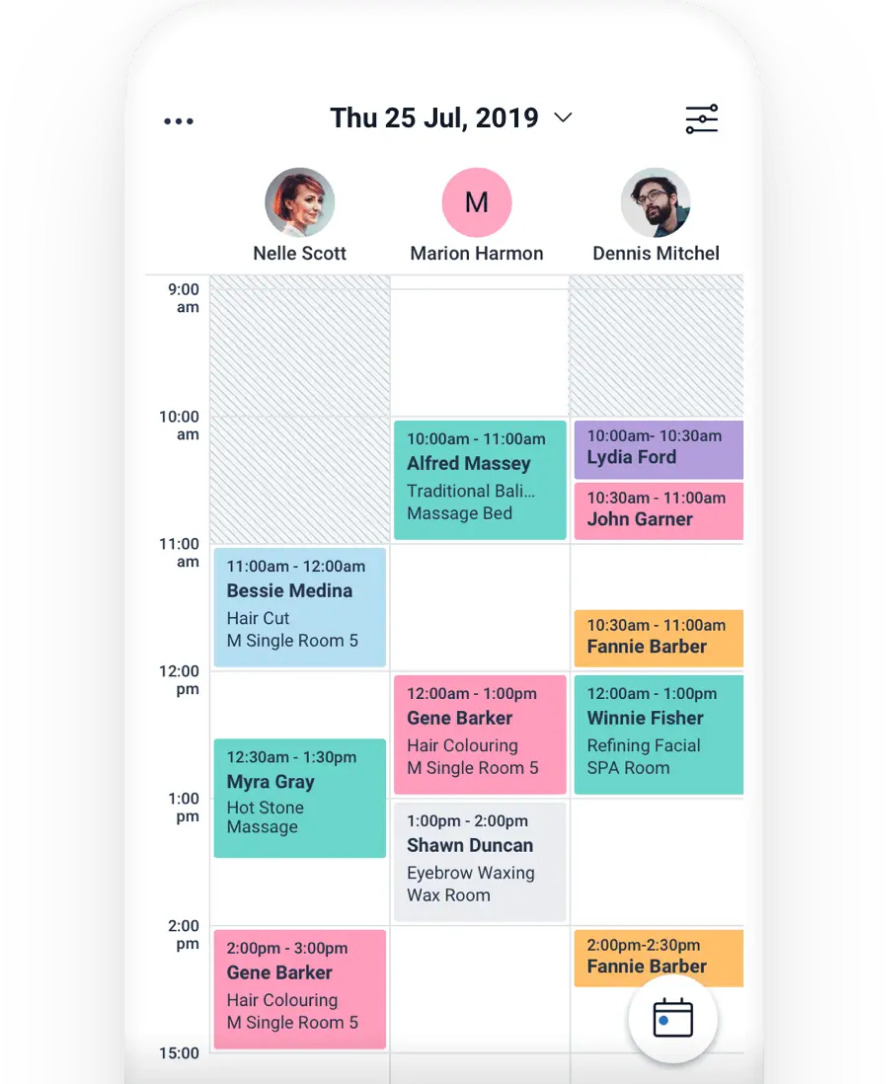 Thu 25 Jul, 2019
M
Nelle Scott
Marion Harmon
Dennis Mitchel
9:00
am
10:00
am
10:00am - 11:00am
Alfred Massey
Traditional Bali...
Massage Bed
10:00am- 10:30am
Lydia Ford
10:30am - 11:00am
John Garner
11:00
am
11:00am - 12:00am
Bessie Medina
Hair Cut
M Single Room 5
10:30am - 11:00am
Fannie Barber
12:00
pm
12:00am - 1:00pm
Gene Barker
Hair Colouring
M Single Room 5
12:00am - 1:00pm
Winnie Fisher
Refining Facial
SPA Room
12:30am - 1:30pm
Myra Gray
Hot Stone
Massage
1:00
pm
1:00pm - 2:00pm
Shawn Duncan
Eyebrow Waxing
Wax Room
2:00
pm
2:00pm - 3:00pm
Gene Barker
Hair Colouring
M Single Room 5
2:00pm-2:30pm
Fannie Barber
15:00